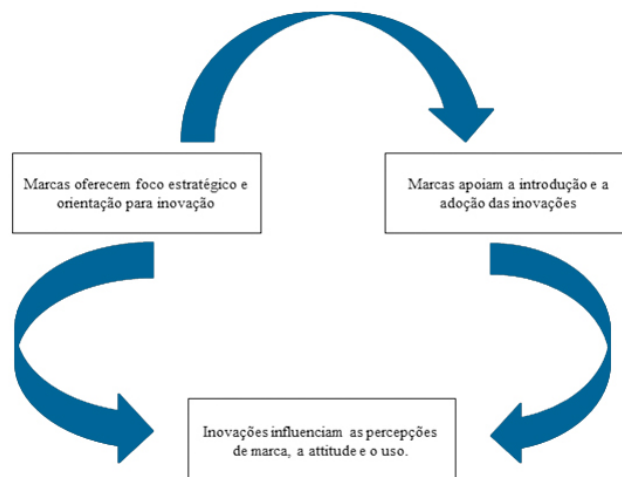 Marcas oferecem foco estratégico e
orientação para inovação
Marcas apoiam a introdução e a
adoção das inovações
Inovações influenciam as percepções
de marca, a attitude e o uso.